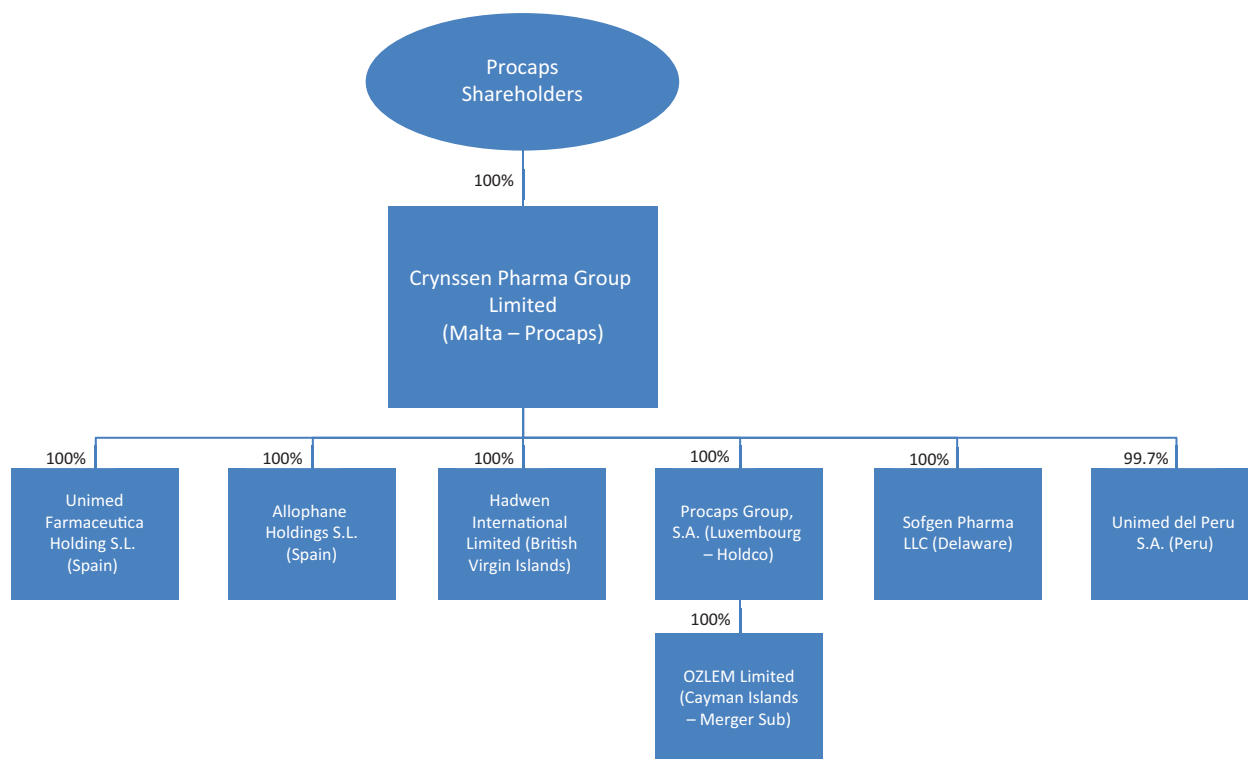 Procaps
Shareholders
100%
Crynssen Pharma Group
Limited
(Malta – Procaps)
100%
100%
100%
100%
100%
99.7%
Unimed
Farmaceutica
Holding S.L.
(Spain)
Allophane
Holdings S.L.
(Spain)
Hadwen
International
Limited (British
Virgin Islands)
Procaps Group,
S.A. (Luxembourg
– Holdco)
Sofgen Pharma
LLC (Delaware)
Unimed del Peru
S.A. (Peru)
100%
OZLEM Limited
(Cayman Islands
– Merger Sub)